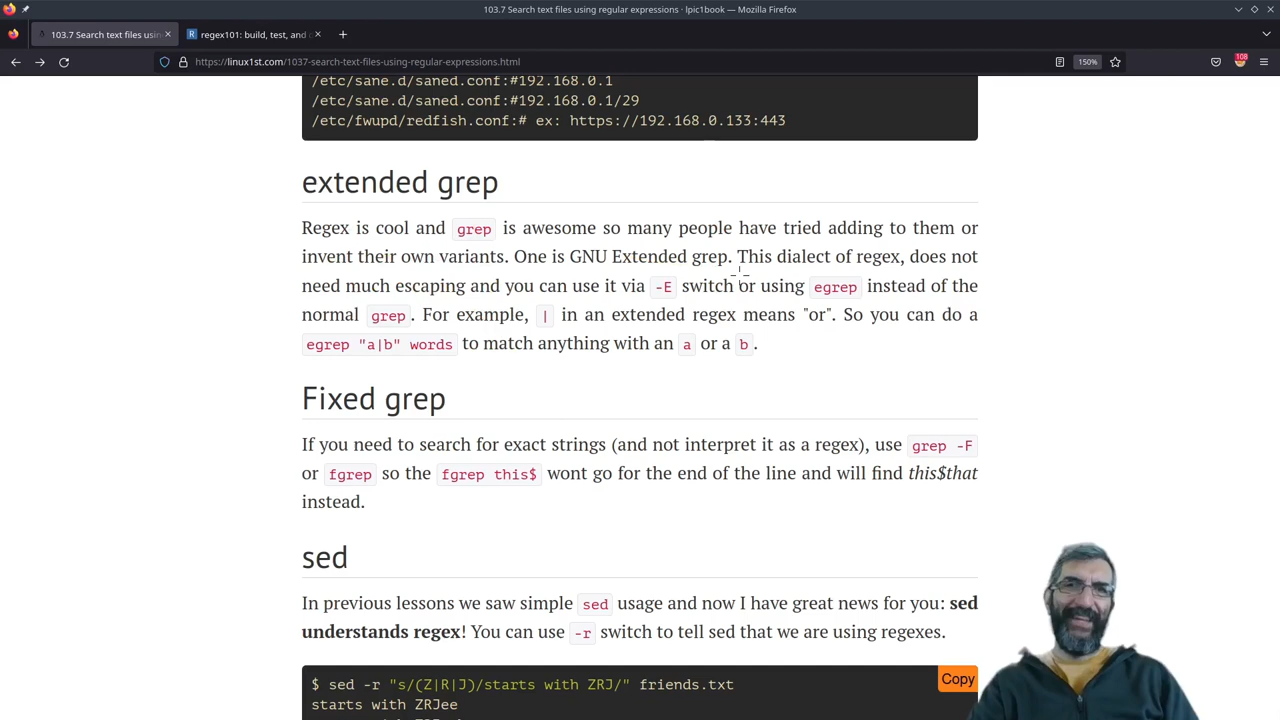 103.7 Search text files using regular expressions · lpic1book — Mozilla Firefox
103.7 Search text files usin
regex101: build, test, and
https://linux1st.com/1037-search-text-files-using-regular-expressions.html
150%
108
/etc/sane.d/saned.conf:#192.168.0.1
/etc/sane.d/saned.conf:#192.168.0.1/29
/etc/fwupd/redfish.conf:# ex: https://192.168.0.133:443
extended grep
Regex is cool and grep is awesome so many people have tried adding to them or
invent their own variants. One is GNU Extended grep. This dialect of regex, does not
need much escaping and you can use it via -E switch or using egrep instead of the
normal grep. For example, | in an extended regex means "or". So you can do a
egrep "a|b" words to match anything with an a or a b.
Fixed grep
If you need to search for exact strings (and not interpret it as a regex), use grep -F
or fgrep so the fgrep this$ wont go for the end of the line and will find this$that
instead.
sed
In previous lessons we saw simple sed usage and now I have great news for you: sed
understands regex! You can use -r switch to tell sed that we are using regexes.
Copy
$ sed -r "s/(Z|R|J)/starts with ZRJ/" friends.txt
starts with ZRJee